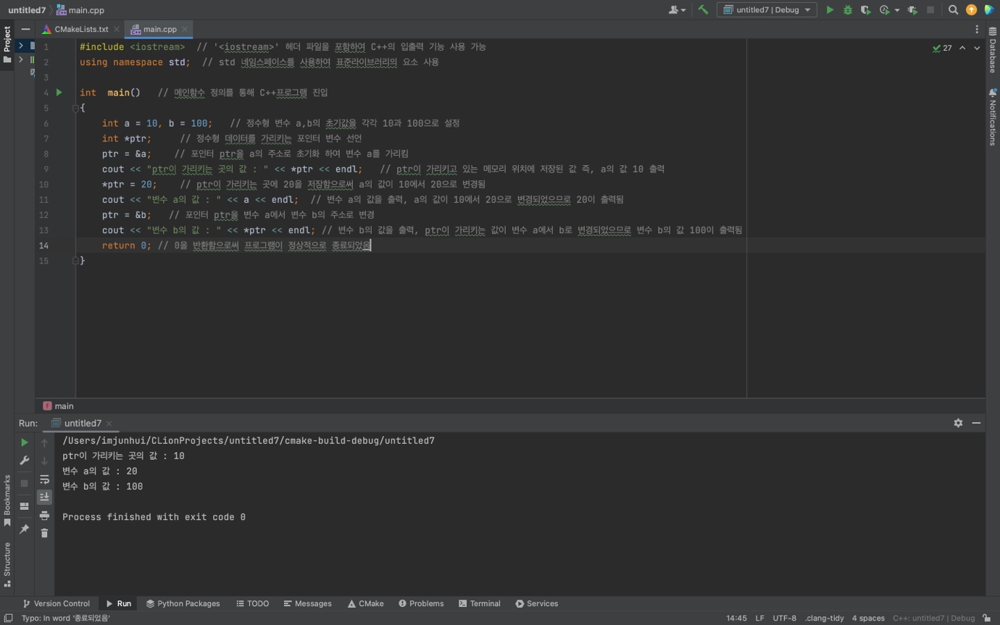 untitled7 > main.cpp
untitled7 | Debug
Project
CMakeLists.txt
main.cpp
1 #include <iostream>  // '<iostream>' 헤더 파일을 포함하여 C++의 입출력 기능 사용 가능
27
2 using namespace std;  // std 네임스페이스를 사용하여 표준라이브러리의 요소 사용
3
4 int  main()   // 메인함수 정의를 통해 C++프로그램 진입
5 {
6     int a = 10, b = 100;   // 정수형 변수 a,b의 초기값을 각각 10과 100으로 설정
7     int *ptr;     // 정수형 데이터를 가리키는 포인터 변수 선언
8     ptr = &a;    // 포인터 ptr을 a의 주소로 초기화 하여 변수 a를 가리킴
9     cout << "ptr이 가리키는 곳의 값 : " << *ptr << endl;   // ptr이 가리키고 있는 메모리 위치에 저장된 값 즉, a의 값 10 출력
10     *ptr = 20;    // ptr이 가리키는 곳에 20을 저장함으로써 a의 값이 10에서 20으로 변경됨
11     cout << "변수 a의 값 : " << a << endl;  // 변수 a의 값을 출력, a의 값이 10에서 20으로 변경되었으므로 20이 출력됨
12     ptr = &b;   // 포인터 ptr을 변수 a에서 변수 b의 주소로 변경
13     cout << "변수 b의 값 : " << *ptr << endl; // 변수 b의 값을 출력, ptr이 가리키는 값이 변수 a에서 b로 변경되었으므로 변수 b의 값 100이 출력됨
14     return 0; // 0을 반환함으로써 프로그램이 정상적으로 종료되었음
15 }
Database
Notifications
f main
Run: untitled7
/Users/imjunhui/CLionProjects/untitled7/cmake-build-debug/untitled7
ptr이 가리키는 곳의 값 : 10
변수 a의 값 : 20
변수 b의 값 : 100
Process finished with exit code 0
Bookmarks
Structure
Version Control
Run
Python Packages
TODO
Messages
CMake
Problems
Terminal
Services
Typo: In word '종료되었음'
14:45
LF
UTF-8
.clang-tidy
4 spaces
C++: untitled7 | Debug